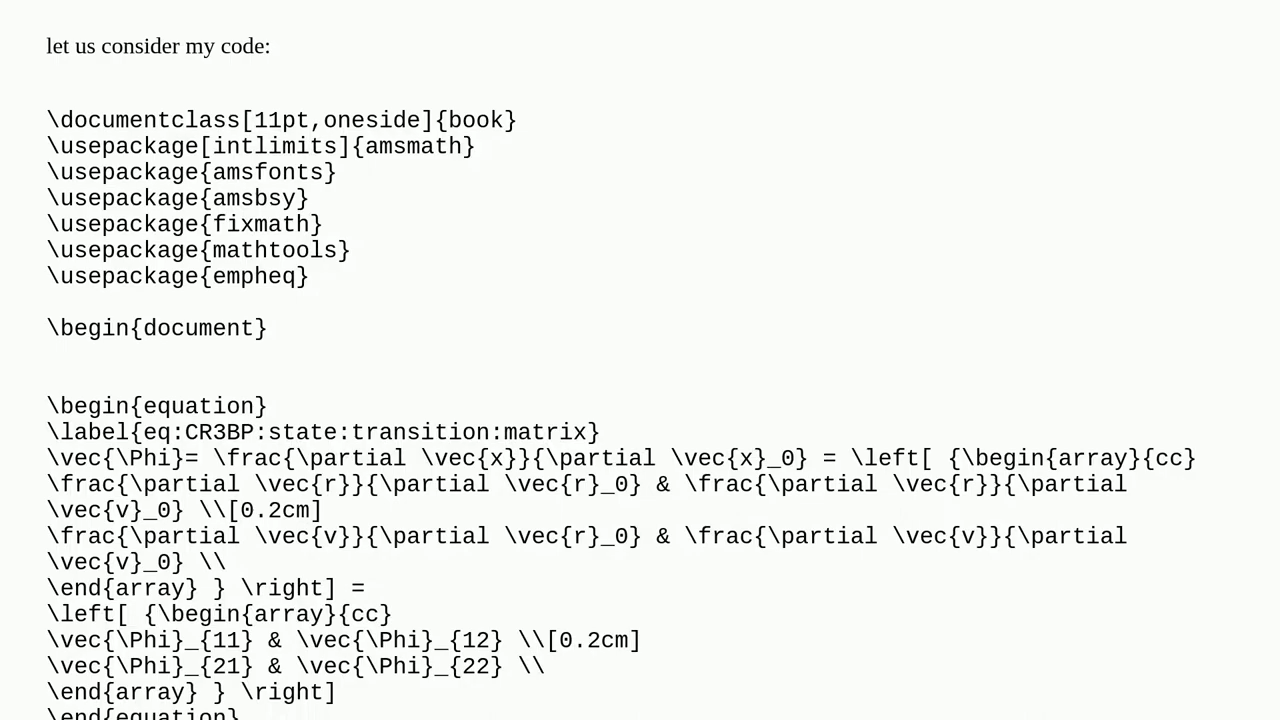 let us consider my code:
\documentclass[11pt,oneside]{book}
\usepackage[intlimits]{amsmath}
\usepackage{amsfonts}
\usepackage{amsbsy}
\usepackage{fixmath}
\usepackage{mathtools}
\usepackage{empheq}
\begin{document}
\begin{equation}
\label{eq:CR3BP:state:transition:matrix}
\vec{\Phi}= \frac{\partial \vec{x}}{\partial \vec{x}_0} = \left[ {\begin{array}{cc}
\frac{\partial \vec{r}}{\partial \vec{r}_0} & \frac{\partial \vec{r}}{\partial
\vec{v}_0} \\[0.2cm]
\frac{\partial \vec{v}}{\partial \vec{r}_0} & \frac{\partial \vec{v}}{\partial
\vec{v}_0} \\
\end{array} } \right] =
\left[ {\begin{array}{cc}
\vec{\Phi}_{11} & \vec{\Phi}_{12} \\[0.2cm]
\vec{\Phi}_{21} & \vec{\Phi}_{22} \\
\end{array} } \right]
\end{equation}